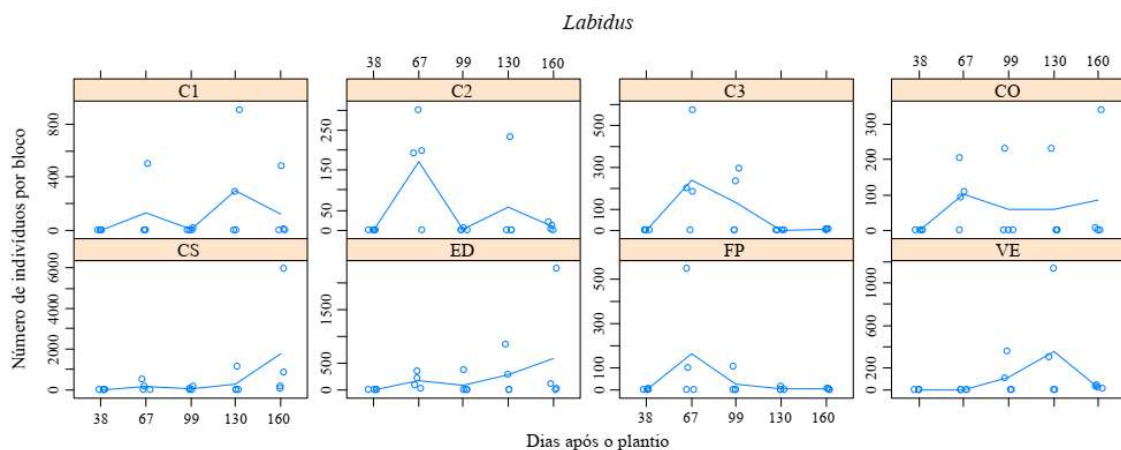 Labidus
38 67 99 130 160 38 67 99 130 160
C1 C2 C3 CO
0 400 800 0 50 150 250 0 100 300 500 0 100 200 300
CS ED FP VE
0 2000 4000 6000 0 500 1500 0 100 300 500 0 200 600 1000
38 67 99 130 160 38 67 99 130 160
Número de indivíduos por bloco
Dias após o plantio